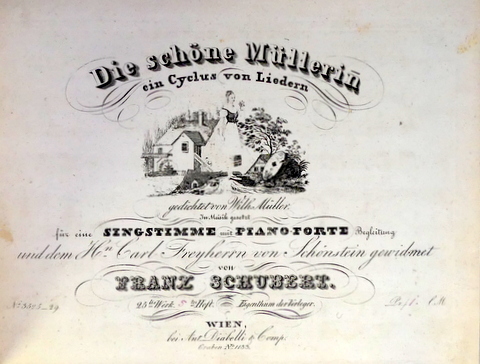 Die schöne Müllerin̄
ein Cyclus von Liedern
gedichtet von Wilh. Müller.
In Musik gesetzt
für eine SINGSTIMME mit PIANO-FORTE Begleitung
und dem Hn. Carl Freyherrn von Schönstein gewidmet
von
FRANZ SCHUBERT.
25tes Werk. Heft. Eigenthum der Verleger.
WIEN,
bei Ant. Diabelli & Comp.
Graben No. 1133.